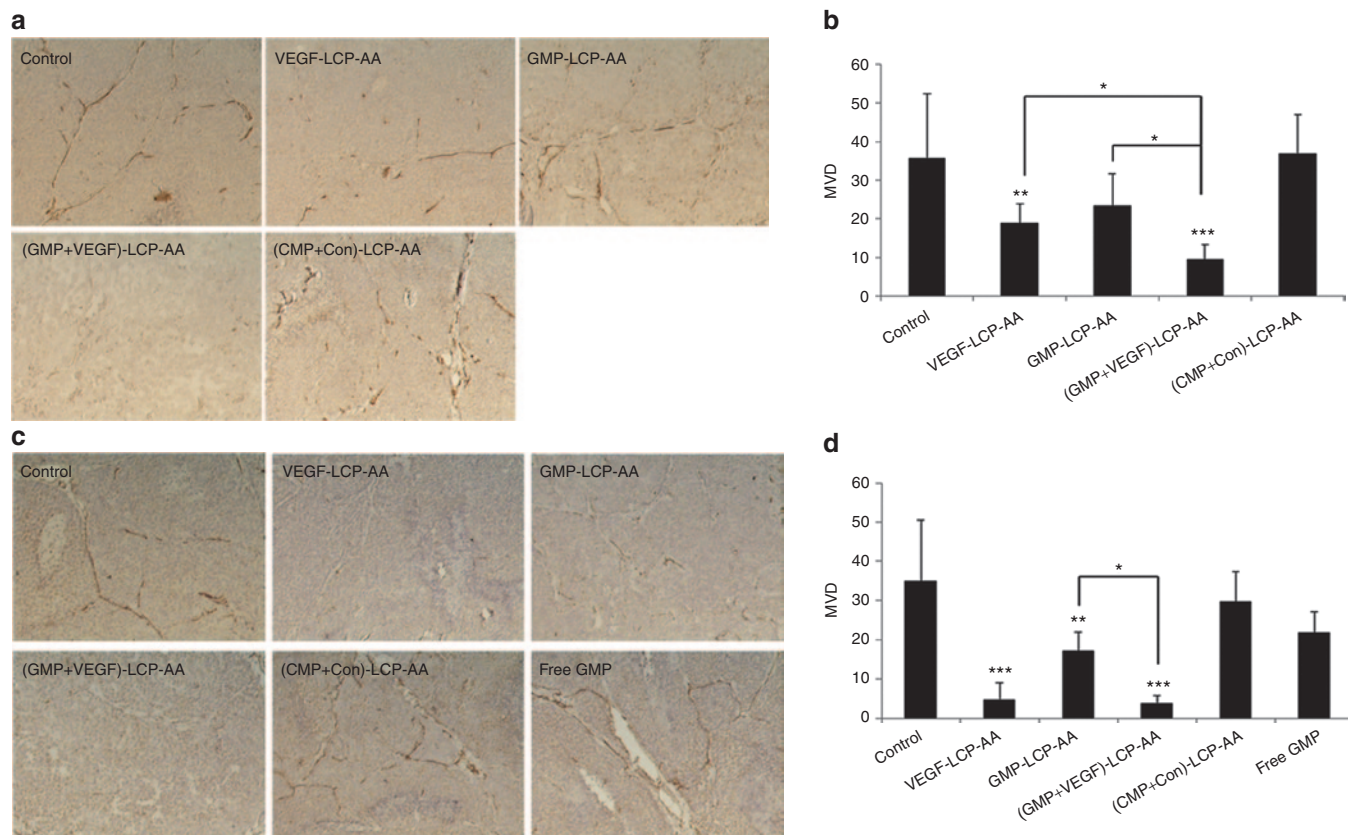 a
Control
VEGF-LCP-AA
GMP-LCP-AA
(GMP+VEGF)-LCP-AA
(CMP+Con)-LCP-AA
b
60
50
40
30
20
10
0
MVD
**
***
*
*
Control
VEGF-LCP-AA
GMP-LCP-AA
(GMP+VEGF)-LCP-AA
(CMP+Con)-LCP-AA
c
Control
VEGF-LCP-AA
GMP-LCP-AA
(GMP+VEGF)-LCP-AA
(CMP+Con)-LCP-AA
Free GMP
d
60
50
40
30
20
10
0
MVD
***
**
***
*
Control
VEGF-LCP-AA
GMP-LCP-AA
(GMP+VEGF)-LCP-AA
(CMP+Con)-LCP-AA
Free GMP